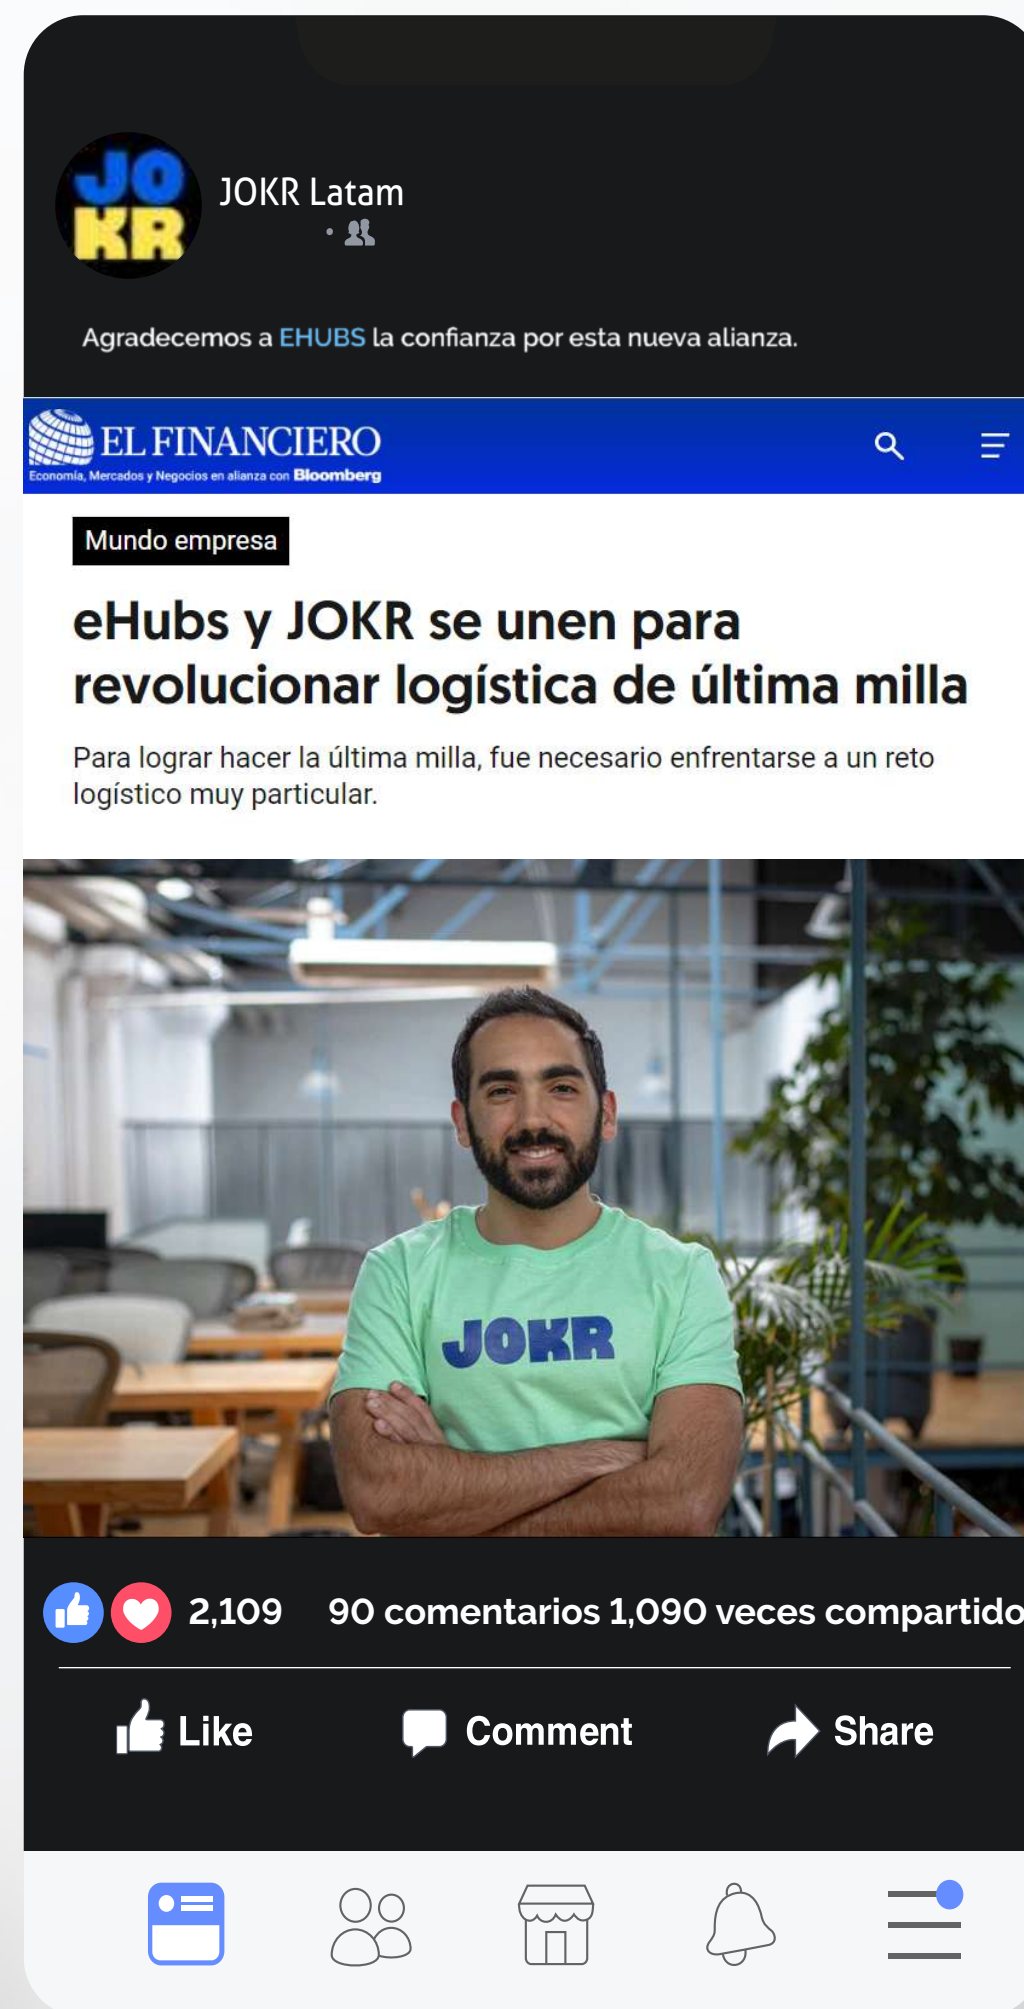 JO
KR
JOKR Latam
Agradecemos a EHUBS la confianza por esta nueva alianza.
EL FINANCIERO
Economía, Mercados y Negocios en alianza con Bloomberg
Mundo empresa
eHubs y JOKR se unen para
revolucionar logística de última milla
Para lograr hacer la última milla, fue necesario enfrentarse a un reto
logístico muy particular.
JOKR
2,109 90 comentarios 1,090 veces compartido
Like Comment Share